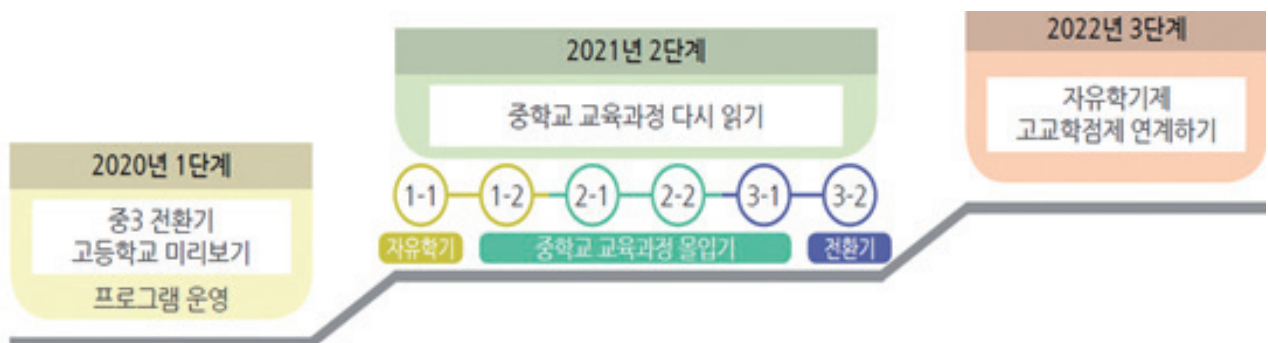 2020년 1단계
중3 전환기
고등학교 미리보기
프로그램 운영
2021년 2단계
중학교 교육과정 다시 읽기
1-1 1-2 2-1 2-2 3-1 3-2
자유학기 중학교 교육과정 몰입기 전환기
2022년 3단계
자유학기제
고교학점제 연계하기